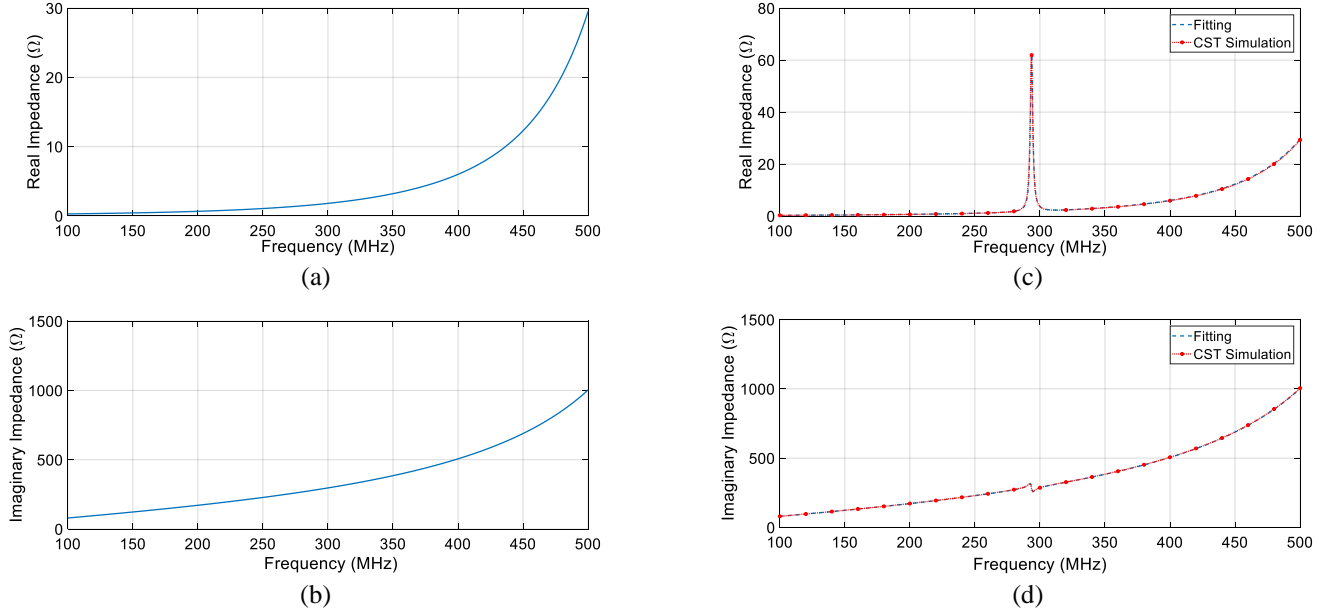 30
20
10
0
Real Impedance (Ω)
100 150 200 250 300 350 400 450 500
Frequency (MHz)
(a)
1500
1000
500
0
Imaginary Impedance (Ω)
100 150 200 250 300 350 400 450 500
Frequency (MHz)
(b)
80
60
40
20
0
Real Impedance (Ω)
Fitting
CST Simulation
100 150 200 250 300 350 400 450 500
Frequency (MHz)
(c)
1500
1000
500
0
Imaginary Impedance (Ω)
Fitting
CST Simulation
100 150 200 250 300 350 400 450 500
Frequency (MHz)
(d)